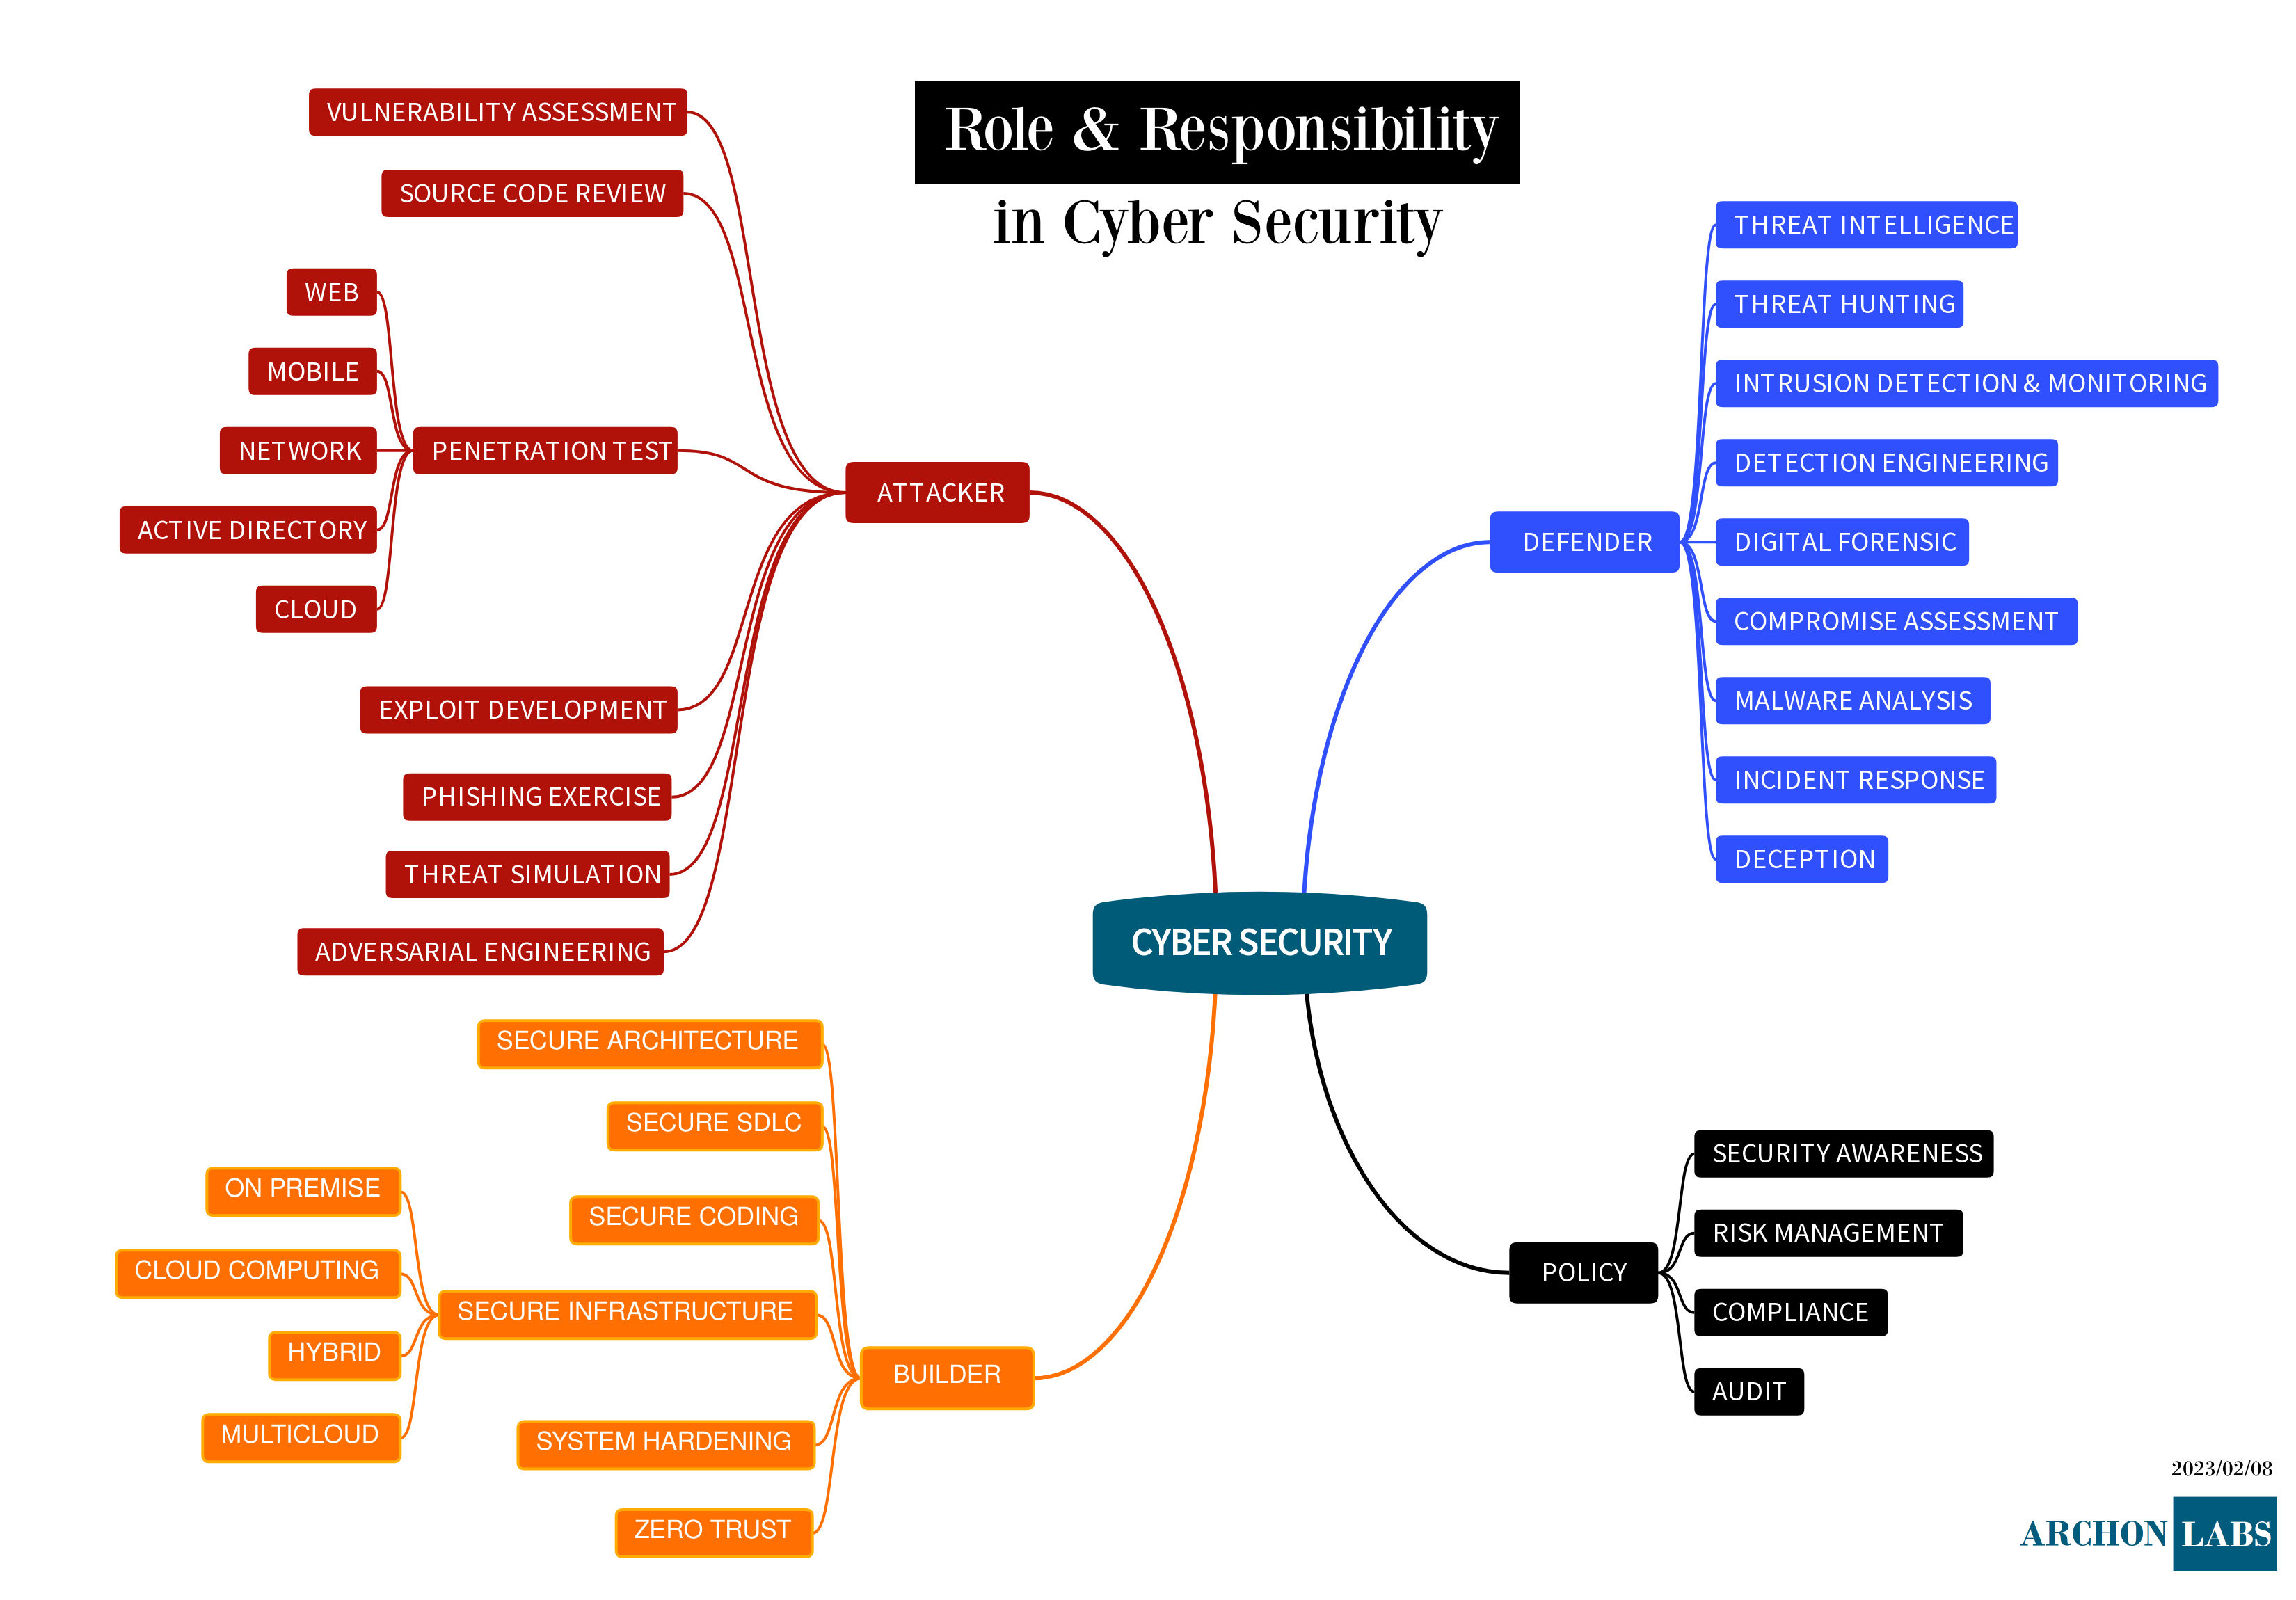 Role & Responsibility
in Cyber Security
VULNERABILITY ASSESSMENT
SOURCE CODE REVIEW
WEB
MOBILE
NETWORK
ACTIVE DIRECTORY
CLOUD
PENETRATION TEST
ATTACKER
EXPLOIT DEVELOPMENT
PHISHING EXERCISE
THREAT SIMULATION
ADVERSARIAL ENGINEERING
DEFENDER
THREAT INTELLIGENCE
THREAT HUNTING
INTRUSION DETECTION & MONITORING
DETECTION ENGINEERING
DIGITAL FORENSIC
COMPROMISE ASSESSMENT
MALWARE ANALYSIS
INCIDENT RESPONSE
DECEPTION
CYBER SECURITY
SECURE ARCHITECTURE
SECURE SDLC
SECURE CODING
ON PREMISE
CLOUD COMPUTING
HYBRID
MULTICLOUD
SECURE INFRASTRUCTURE
BUILDER
SYSTEM HARDENING
ZERO TRUST
POLICY
SECURITY AWARENESS
RISK MANAGEMENT
COMPLIANCE
AUDIT
2023/02/08
ARCHON LABS